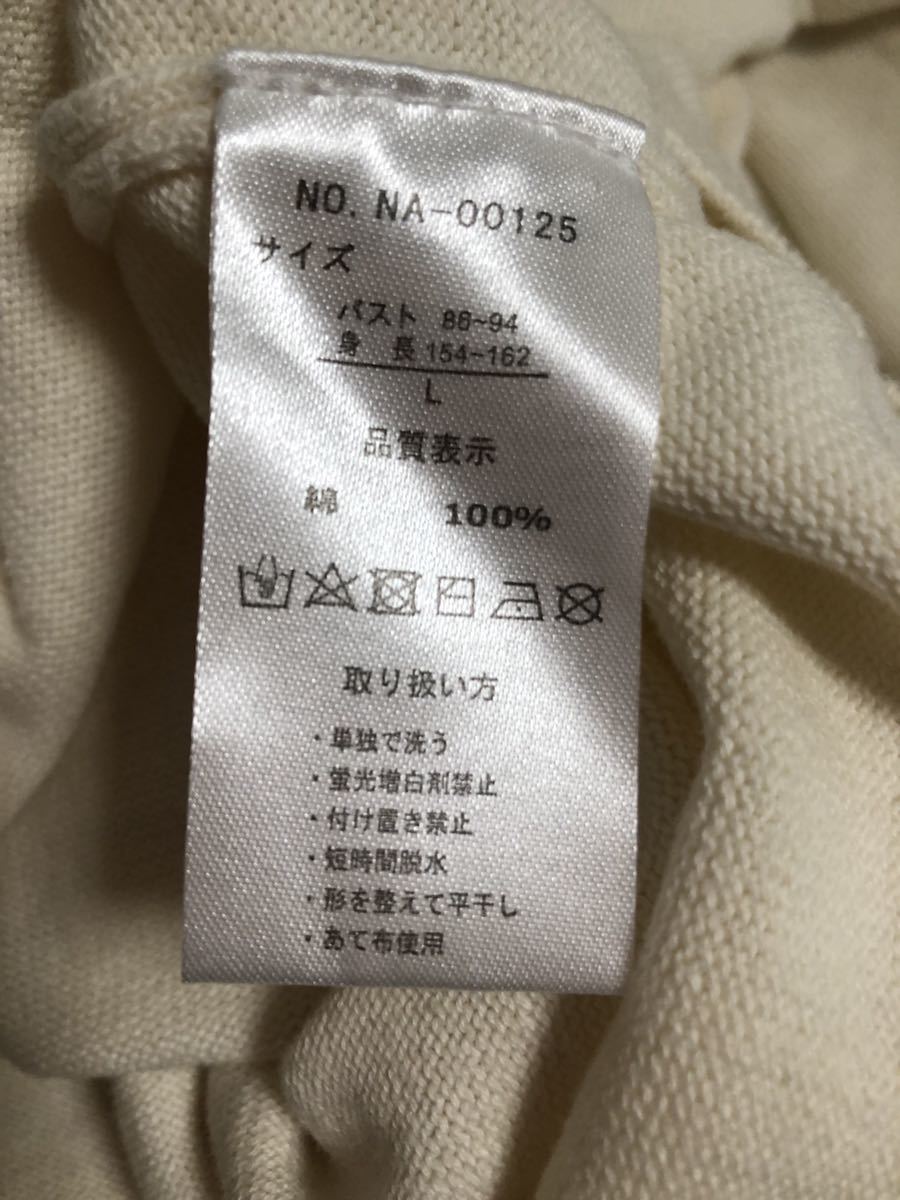 NO. NA-00125
サイズ
バスト 86~94
身 長 154~162
L
品質表示
綿 100%
取り扱い方
・単独で洗う
・蛍光増白剤禁止
・付け置き禁止
・短時間脱水
・形を整えて平干し
・あて布使用